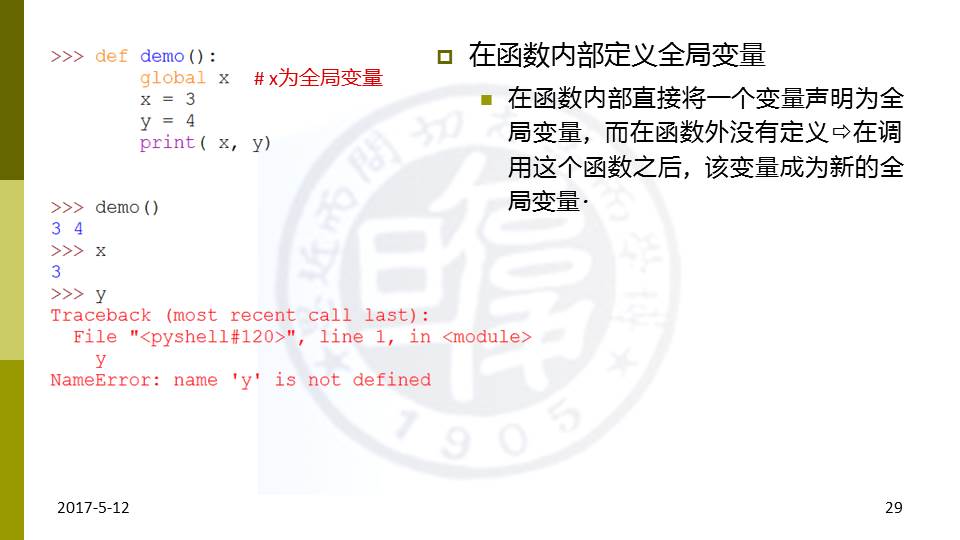 >>> def demo():
global x # x为全局变量
x = 3
y = 4
print( x, y)
>>> demo()
3 4
>>> x
3
>>> y
Traceback (most recent call last):
File "<pyshell#120>", line 1, in <module>
y
NameError: name 'y' is not defined
在函数内部定义全局变量
在函数内部直接将一个变量声明为全
局变量，而在函数外没有定义⇨在调
用这个函数之后，该变量成为新的全
局变量.
1905
2017-5-12
29